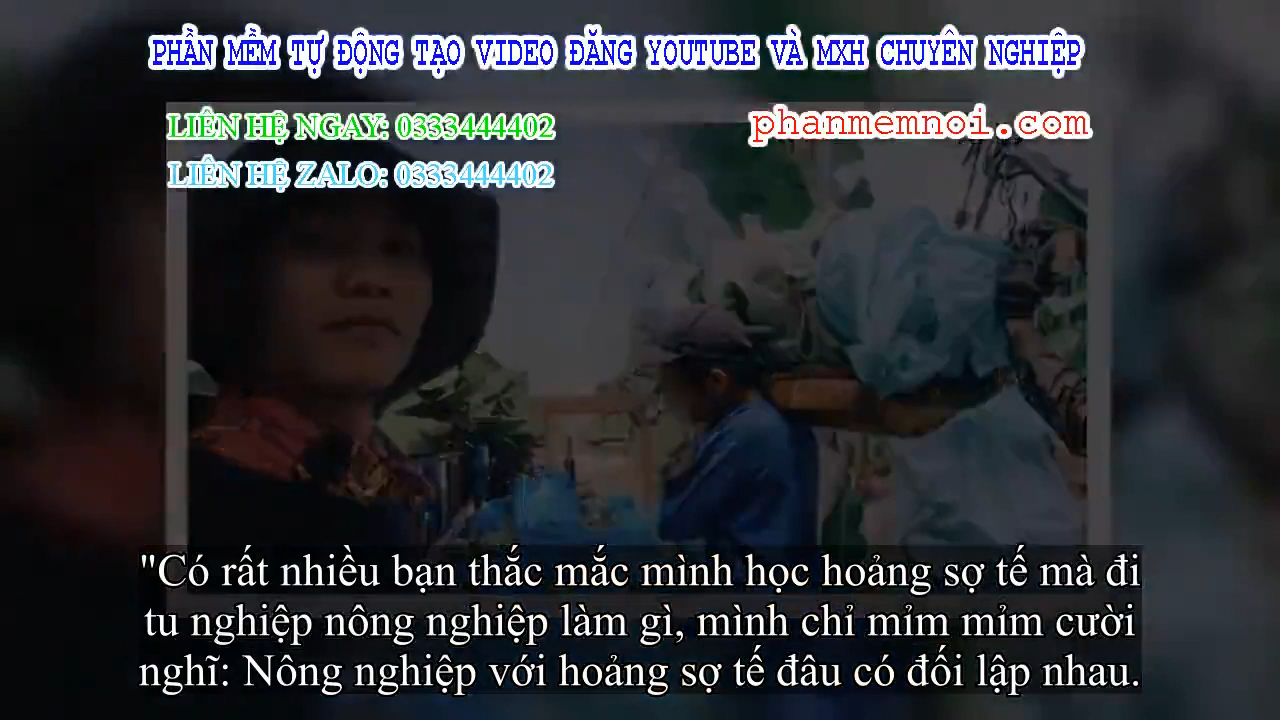 PHẦN MỀM TỰ ĐỘNG TẠO VIDEO ĐĂNG YOUTUBE VÀ MXH CHUYÊN NGHIỆP
LIÊN HỆ NGAY: 0333444402
phanmemnoi.com
LIÊN HỆ ZALO: 0333444402
"Có rất nhiều bạn thắc mắc mình học hoảng sợ tế mà đi
tu nghiệp nông nghiệp làm gì, mình chỉ mỉm mỉm cười
nghĩ: Nông nghiệp với hoảng sợ tế đâu có đối lập nhau.